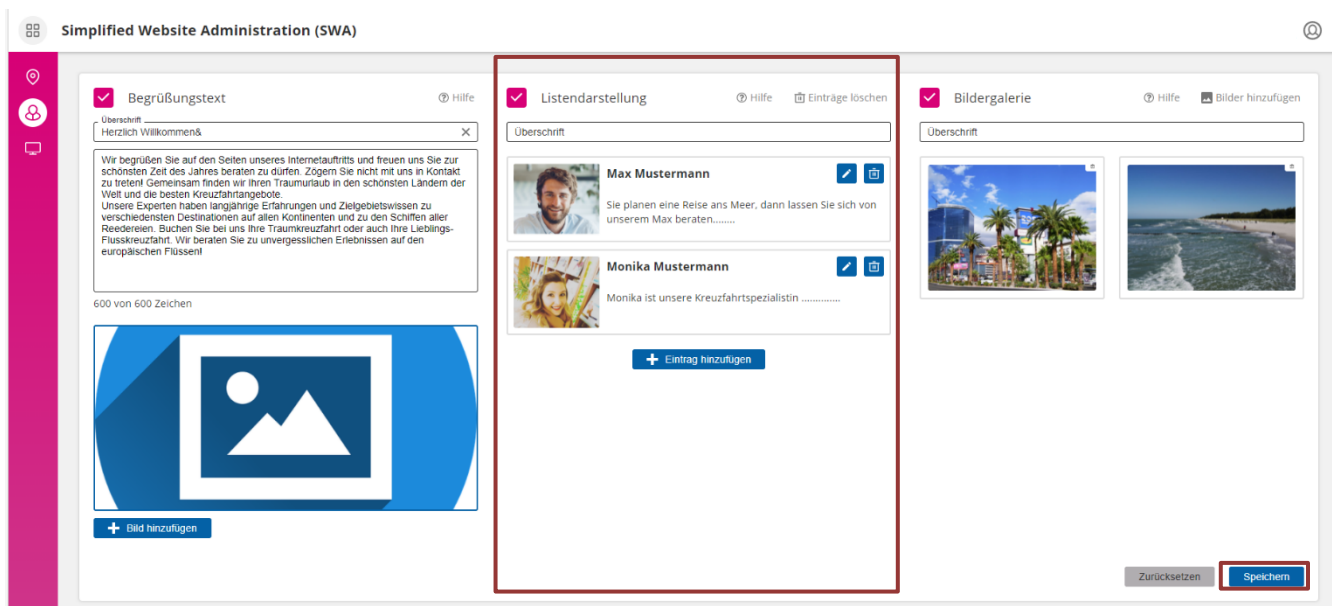 Simplified Website Administration (SWA)
Begrüßungstext
Hilfe
Überschrift
Herzlich Willkommen&
Wir begrüßen Sie auf den Seiten unseres Internetauftritts und freuen uns Sie zur
schönsten Zeit des Jahres beraten zu dürfen. Zögern Sie nicht mit uns in Kontakt
zu treten! Gemeinsam finden wir Ihren Traumurlaub in den schönsten Ländern der
Welt und die besten Kreuzfahrtangebote.
Unsere Experten haben langjährige Erfahrungen und Zielgebietswissen zu
verschiedensten Destinationen auf allen Kontinenten und zu den Schiffen aller
Reedereien. Buchen Sie bei uns Ihre Traumkreuzfahrt oder auch Ihre Lieblings-
Flusskreuzfahrt. Wir beraten Sie zu unvergesslichen Erlebnissen auf den
europäischen Flüssen!
600 von 600 Zeichen
Bild hinzufügen
Listendarstellung
Hilfe
Einträge löschen
Überschrift
Max Mustermann
Sie planen eine Reise ans Meer, dann lassen Sie sich von
unserem Max beraten........
Monika Mustermann
Monika ist unsere Kreuzfahrtspezialistin ..............
Eintrag hinzufügen
Bildergalerie
Hilfe
Bilder hinzufügen
Überschrift
Zurücksetzen
Speichern